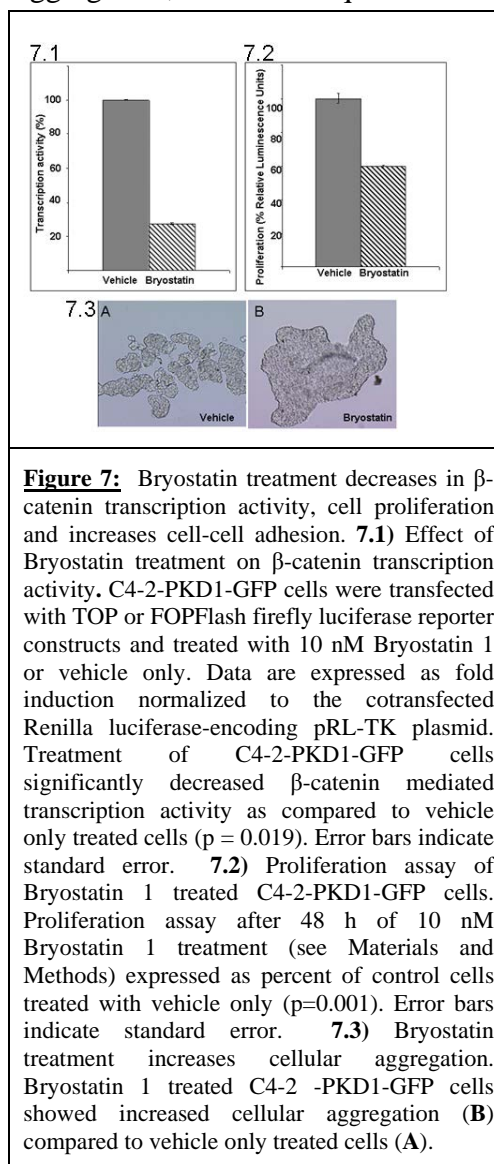 7.1
7.2
Transcription activity (%)
100
80
60
40
20
Vehicle Bryostatin
Proliferation (% Relative Luminescence Units)
100
80
60
40
20
Vehicle Bryostatin
7.3 A
Vehicle
B
Bryostatin
Figure 7: Bryostatin treatment decreases in β-
catenin transcription activity, cell proliferation
and increases cell-cell adhesion. 7.1) Effect of
Bryostatin treatment on β-catenin transcription
activity. C4-2-PKD1-GFP cells were transfected
with TOP or FOPFlash firefly luciferase reporter
constructs and treated with 10 nM Bryostatin 1
or vehicle only. Data are expressed as fold
induction normalized to the cotransfected
Renilla luciferase-encoding pRL-TK plasmid.
Treatment of C4-2-PKD1-GFP cells
significantly decreased β-catenin mediated
transcription activity as compared to vehicle
only treated cells (p = 0.019). Error bars indicate
standard error. 7.2) Proliferation assay of
Bryostatin 1 treated C4-2-PKD1-GFP cells.
Proliferation assay after 48 h of 10 nM
Bryostatin 1 treatment (see Materials and
Methods) expressed as percent of control cells
treated with vehicle only (p=0.001). Error bars
indicate standard error. 7.3) Bryostatin
treatment increases cellular aggregation.
Bryostatin 1 treated C4-2 -PKD1-GFP cells
showed increased cellular aggregation (B)
compared to vehicle only treated cells (A).